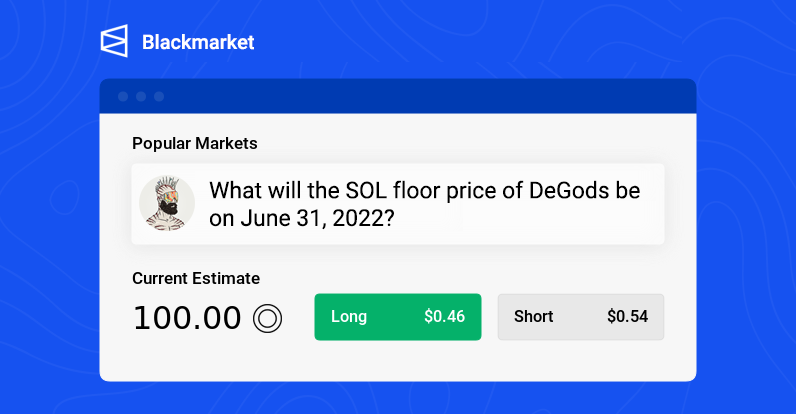 Blackmarket
Popular Markets
What will the SOL floor price of DeGods be
on June 31, 2022?
Current Estimate
100.00
Long $0.46
Short $0.54